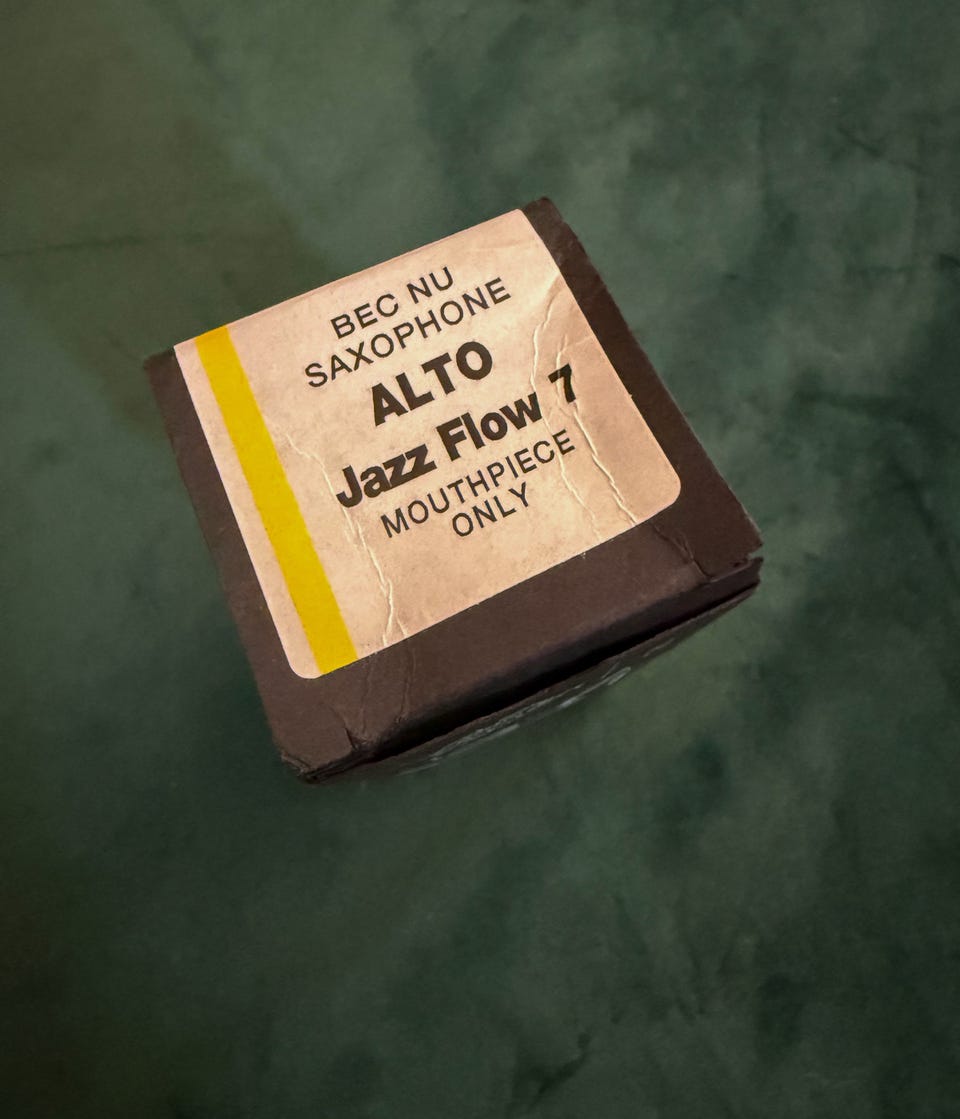 BEC NU
SAXOPHONE
ALTO
Jazz Flow 7
MOUTHPIECE
ONLY